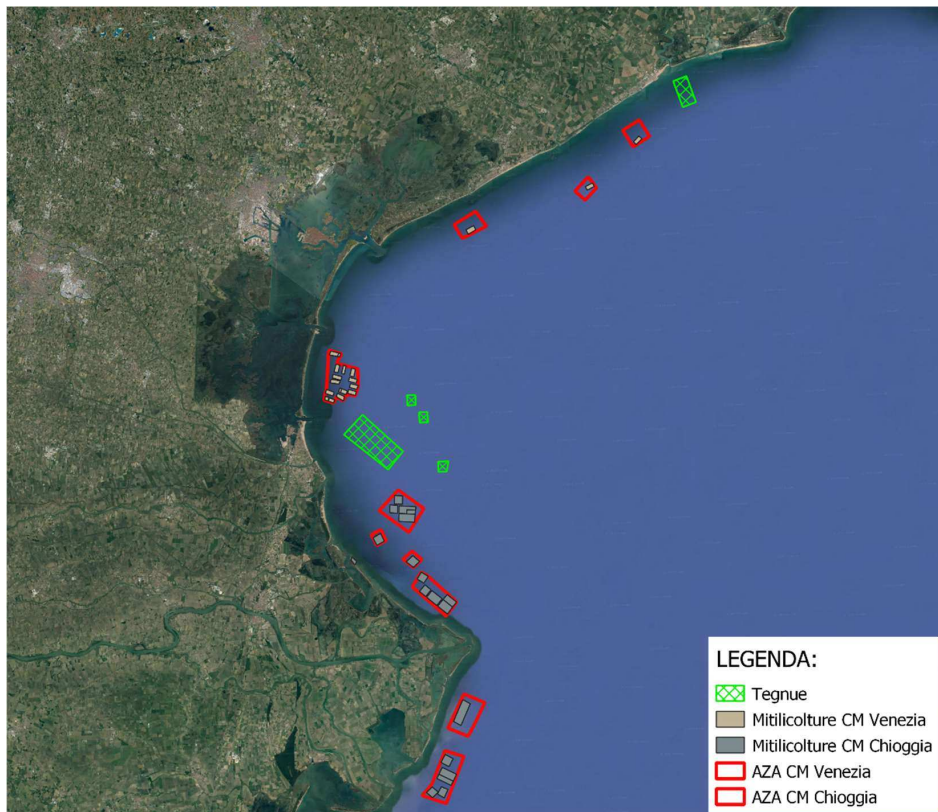 LEGENDA:
Tegnue
Mitilicolture CM Venezia
Mitilicolture CM Chioggia
AZA CM Venezia
AZA CM Chioggia